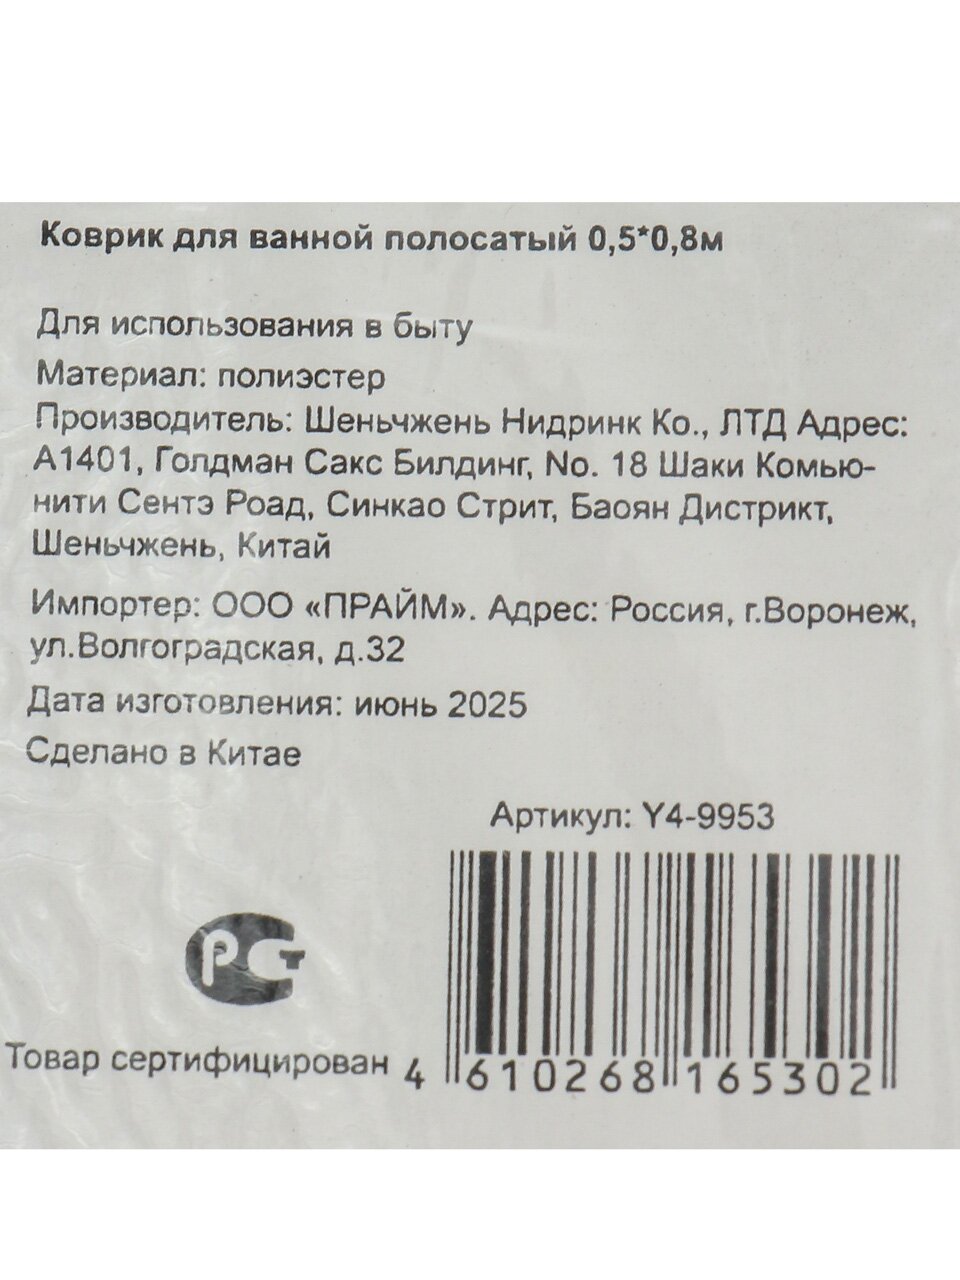 Коврик для ванной полосатый 0,5*0,8м
Для использования в быту
Материал: полиэстер
Производитель: Шеньчжень Нидринк Ко., ЛТД Адрес:
А1401, Голдман Сакс Билдинг, No. 18 Шаки Комью-
нити Сентэ Роад, Синкао Стрит, Баоян Дистрикт,
Шеньчжень, Китай
Импортер: ООО «ПРАЙМ». Адрес: Россия, г.Воронеж,
ул.Волгоградская, д.32
Дата изготовления: июнь 2025
Сделано в Китае
Артикул: Y4-9953
РСТ
Товар сертифицирован
4 610268 165302